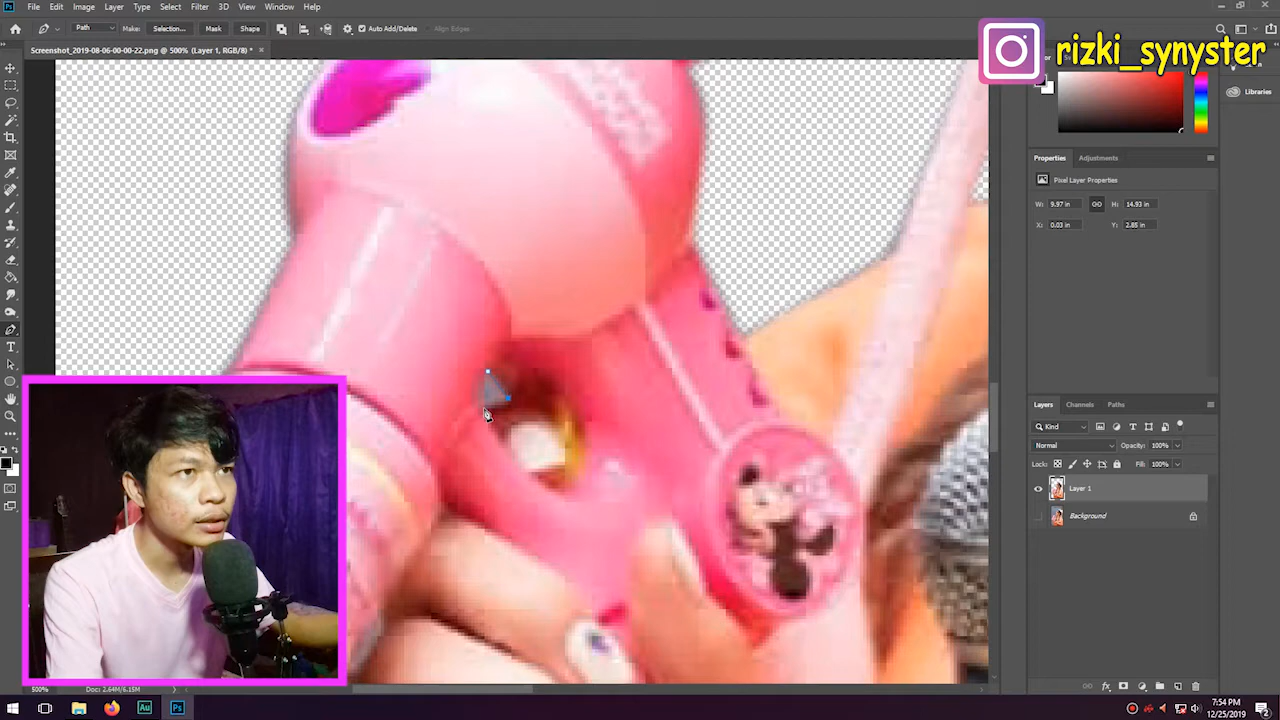 Ps File Edit Image Layer Type Select Filter 3D View Window Help
Path Make: Selection... Mask Shape Auto Add/Delete Align Edges
rizki_synyster
Screenshot_2019-08-06-00-00-22.png @ 500% (Layer 1, RGB/8) * ×
Libraries
Properties Adjustments
Pixel Layer Properties
W: 9.97 in H: 14.93 in
X: 0.03 in Y: 2.85 in
Layers Channels Paths
Kind
Normal Opacity: 100%
Lock: Fill: 100%
Layer 1
Background
500% Doc: 2.64M/6.15M
Au Ps
7:54 PM
12/25/2019
2